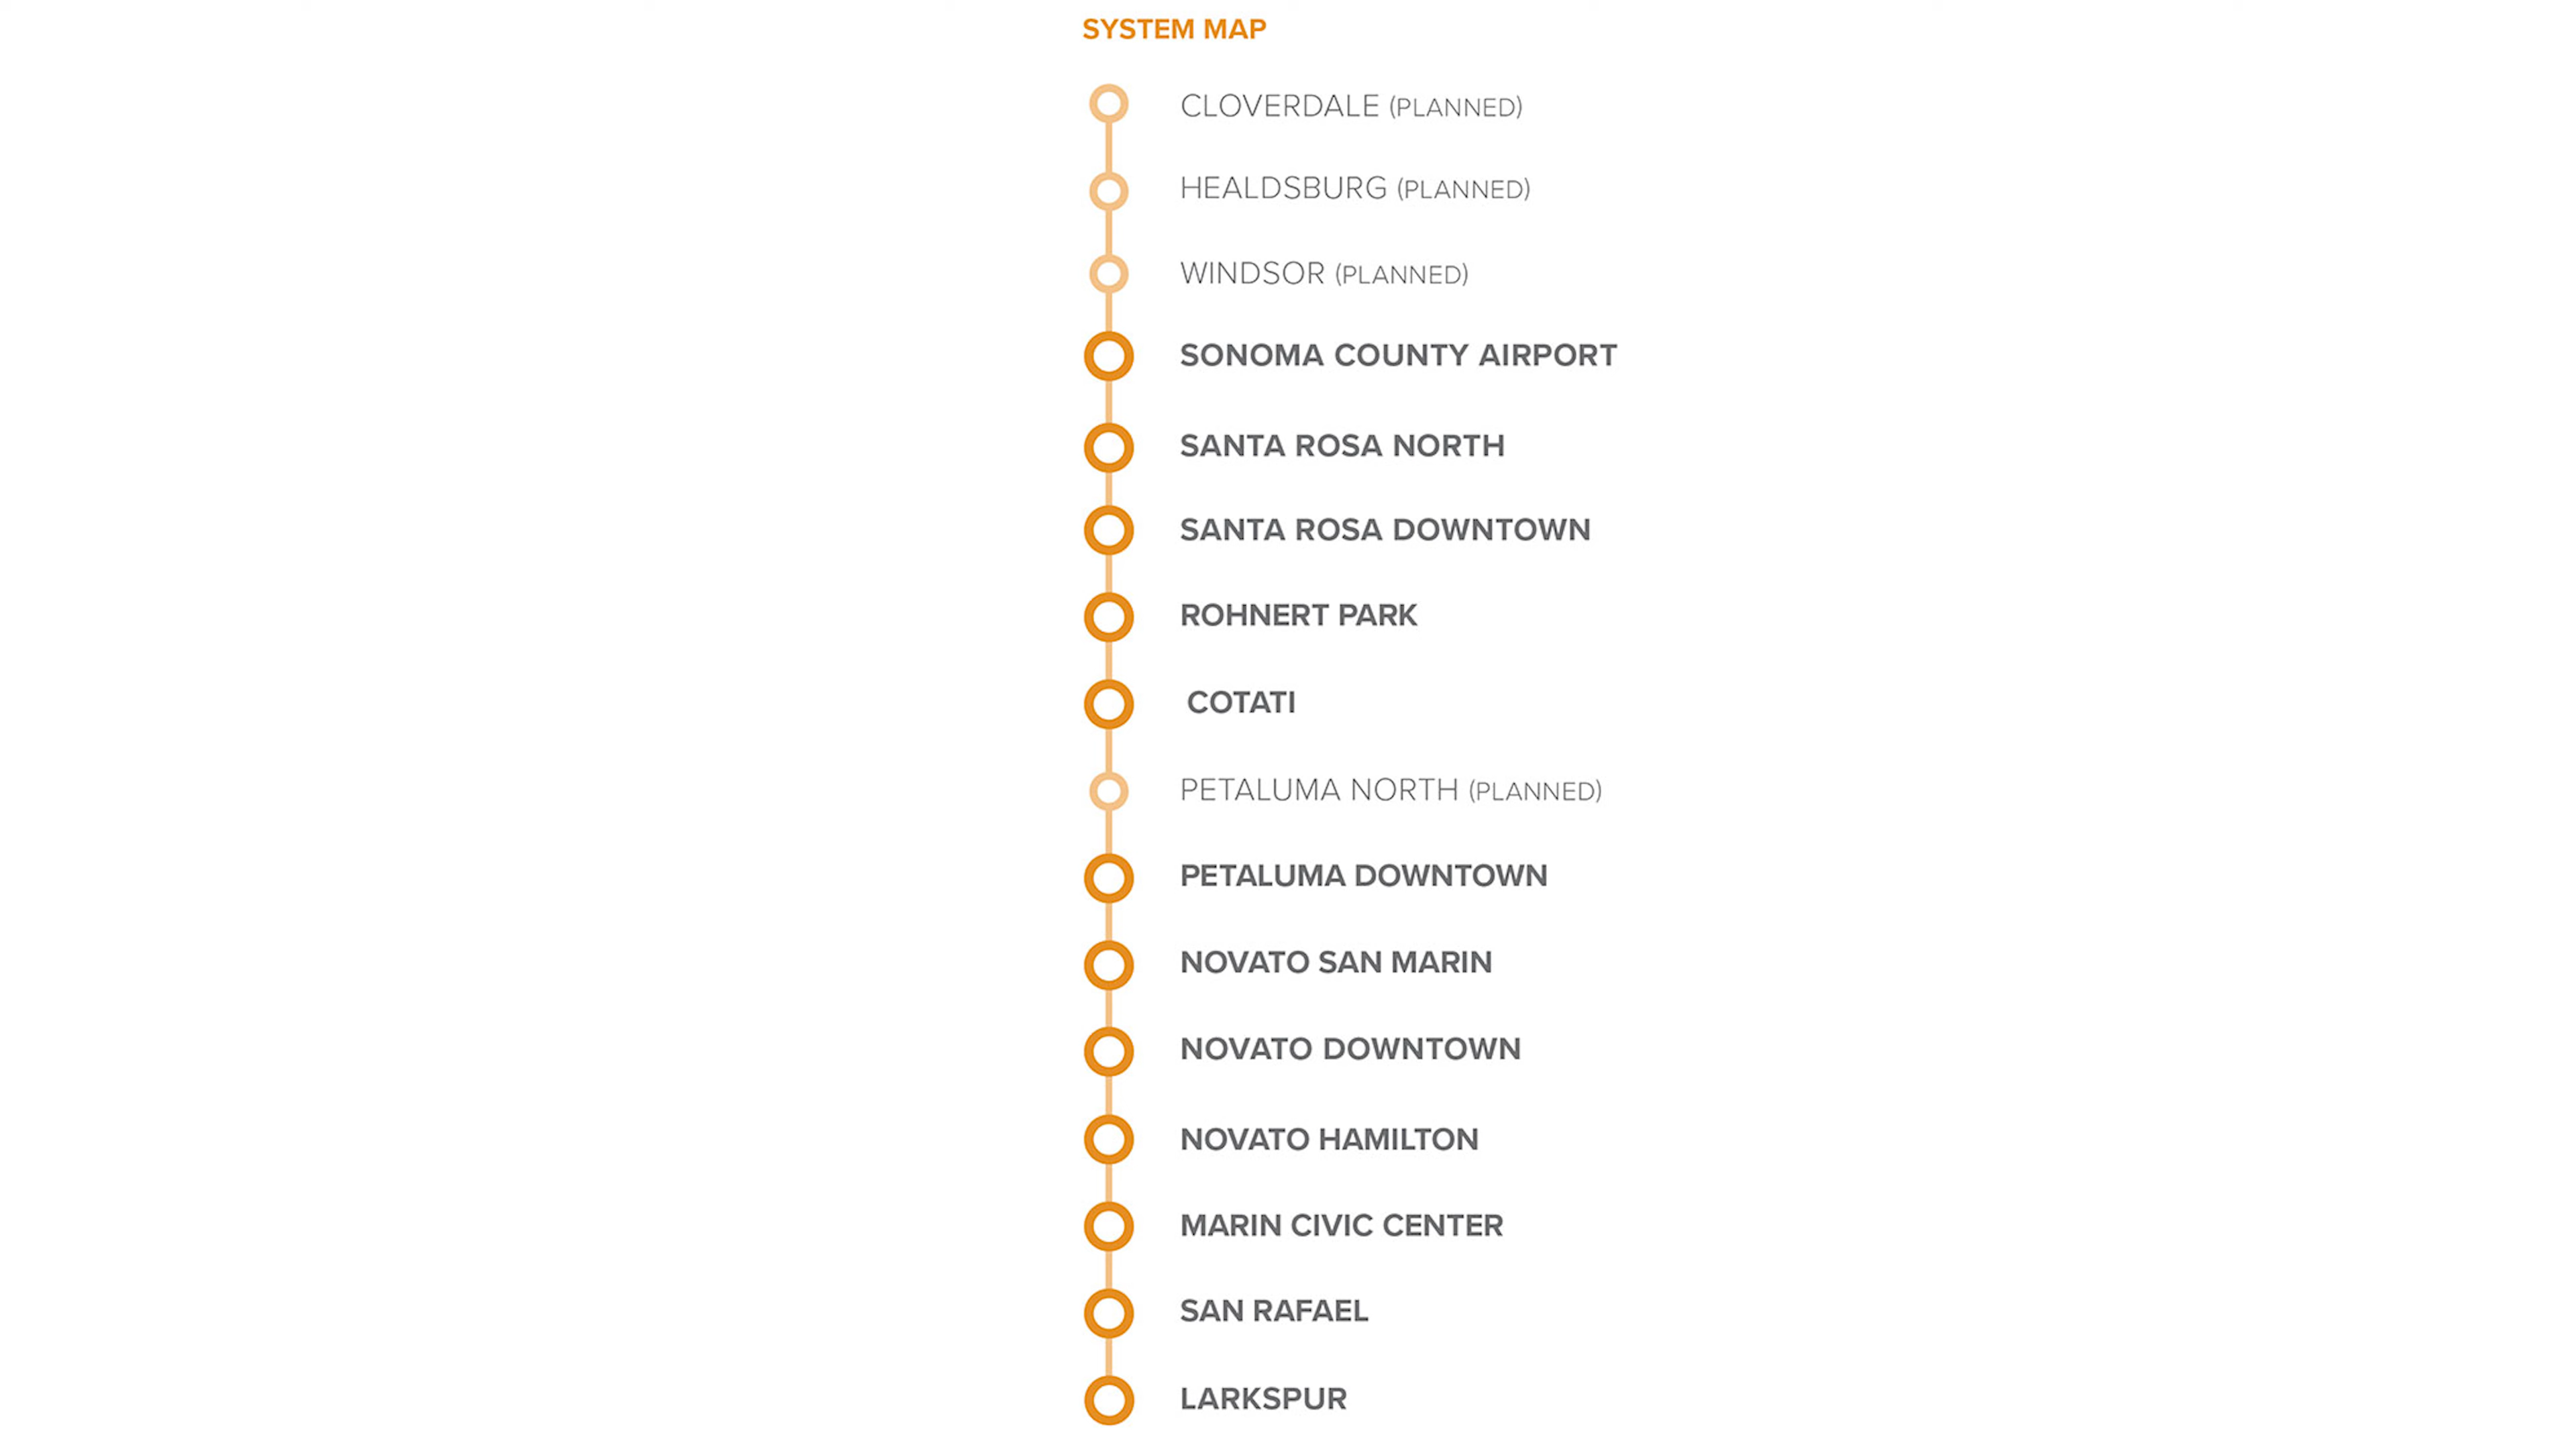 SYSTEM MAP
CLOVERDALE (PLANNED)
HEALDSBURG (PLANNED)
WINDSOR (PLANNED)
SONOMA COUNTY AIRPORT
SANTA ROSA NORTH
SANTA ROSA DOWNTOWN
ROHNERT PARK
COTATI
PETALUMA NORTH (PLANNED)
PETALUMA DOWNTOWN
NOVATO SAN MARIN
NOVATO DOWNTOWN
NOVATO HAMILTON
MARIN CIVIC CENTER
SAN RAFAEL
LARKSPUR